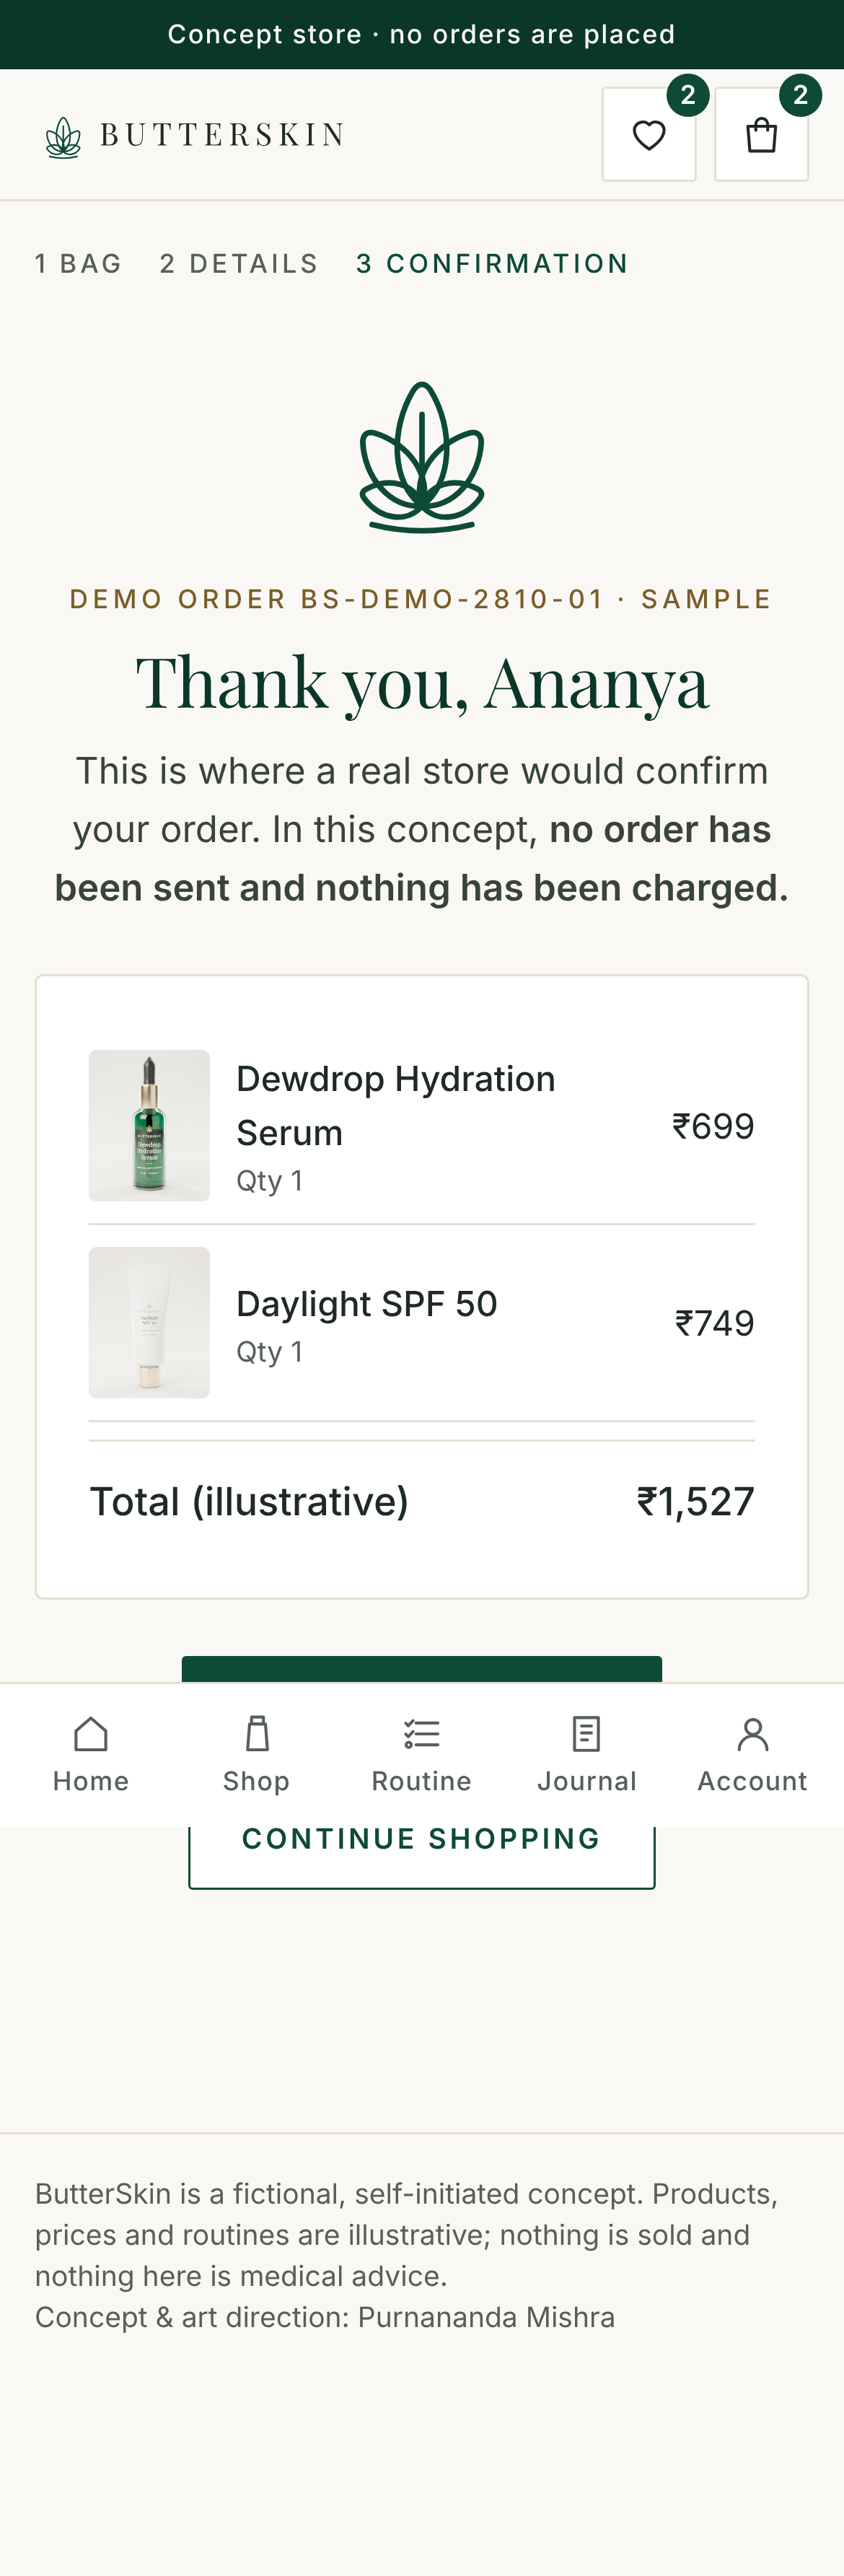 Concept store · no orders are placed
BUTTERSKIN
2
2
1 BAG 2 DETAILS 3 CONFIRMATION
DEMO ORDER BS-DEMO-2810-01 · SAMPLE
Thank you, Ananya
This is where a real store would confirm
your order. In this concept, no order has
been sent and nothing has been charged.
BUTTERSKIN
Dewdrop
Hydration
Serum
Dewdrop Hydration
Serum
₹699
Qty 1
Daylight SPF 50
₹749
Qty 1
Total (illustrative) ₹1,527
Home Shop Routine Journal Account
CONTINUE SHOPPING
ButterSkin is a fictional, self-initiated concept. Products,
prices and routines are illustrative; nothing is sold and
nothing here is medical advice.
Concept & art direction: Purnananda Mishra